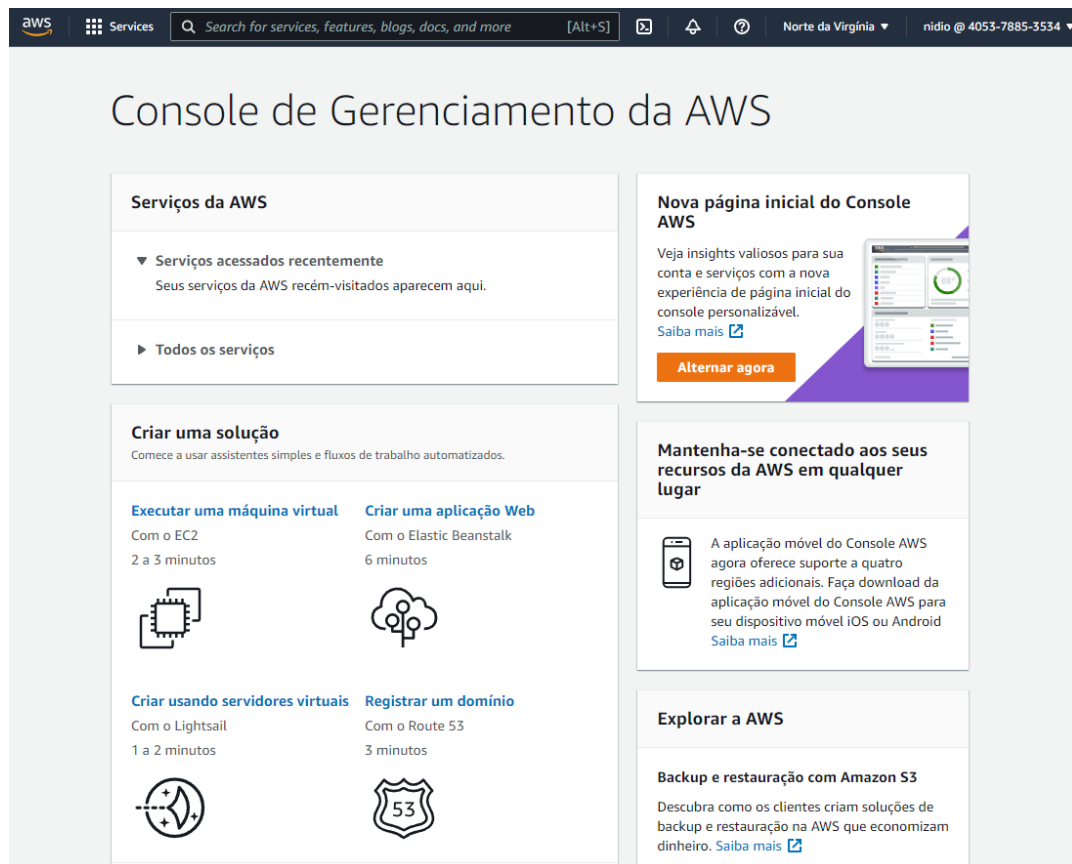 aws
Services
Search for services, features, blogs, docs, and more
[Alt+S]
Norte da Virgínia
nidio @ 4053-7885-3534
Console de Gerenciamento da AWS
Serviços da AWS
Serviços acessados recentemente
Seus serviços da AWS recém-visitados aparecem aqui.
Todos os serviços
Criar uma solução
Comece a usar assistentes simples e fluxos de trabalho automatizados.
Executar uma máquina virtual
Com o EC2
2 a 3 minutos
Criar uma aplicação Web
Com o Elastic Beanstalk
6 minutos
Criar usando servidores virtuais
Com o Lightsail
1 a 2 minutos
Registrar um domínio
Com o Route 53
3 minutos
53
Nova página inicial do Console
AWS
Veja insights valiosos para sua
conta e serviços com a nova
experiência de página inicial do
console personalizável.
Saiba mais
Alternar agora
Mantenha-se conectado aos seus
recursos da AWS em qualquer
lugar
A aplicação móvel do Console AWS
agora oferece suporte a quatro
regiões adicionais. Faça download da
aplicação móvel do Console AWS para
seu dispositivo móvel iOS ou Android
Saiba mais
Explorar a AWS
Backup e restauração com Amazon S3
Descubra como os clientes criam soluções de
backup e restauração na AWS que economizam
dinheiro. Saiba mais